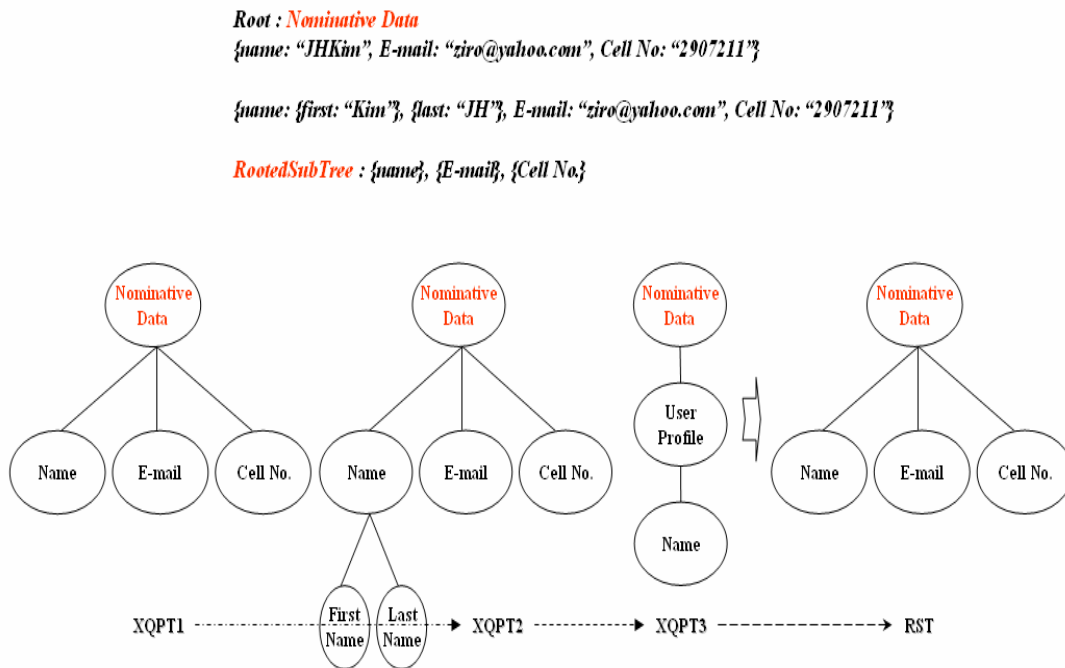 Root : Nominative Data
{name: “JHKim”, E-mail: “ziro@yahoo.com”, Cell No: “2907211”}
{name: {first: “Kim”}, {last: “JH”}, E-mail: “ziro@yahoo.com”, Cell No: “2907211”}
RootedSubTree : {name}, {E-mail}, {Cell No.}
Nominative
Data
Name
E-mail
Cell No.
Nominative
Data
Name
E-mail
Cell No.
First
Name
Last
Name
Nominative
Data
User
Profile
Name
Nominative
Data
Name
E-mail
Cell No.
XQPT1
XQPT2
XQPT3
RST